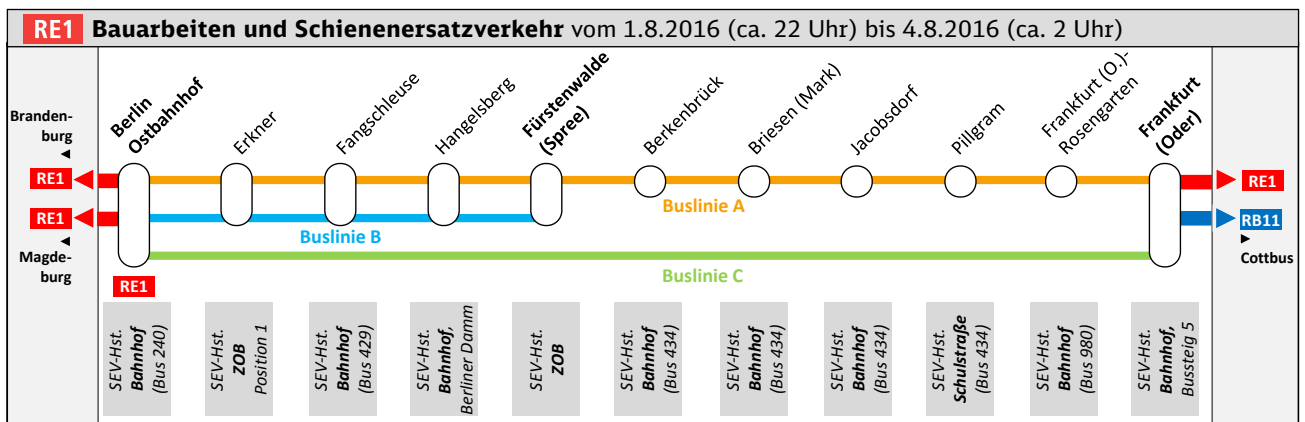 RE1 Bauarbeiten und Schienenersatzverkehr vom 1.8.2016 (ca. 22 Uhr) bis 4.8.2016 (ca. 2 Uhr)
Branden-
burg
RE1
RE1
Magde-
burg
Berlin
Ostbahnhof
Erkner
Fangschleuse
Hangelsberg
Fürstenwalde
(Spree)
Berkenbrück
Briesen (Mark)
Jacobsdorf
Pillgram
Frankfurt (O.)-
Rosengarten
Frankfurt
(Oder)
RE1
RB11
Cottbus
Buslinie A
Buslinie B
Buslinie C
RE1
SEV-Hst.
Bahnhof
(Bus 240)
SEV-Hst.
ZOB
Position 1
SEV-Hst.
Bahnhof
(Bus 429)
SEV-Hst.
Bahnhof,
Berliner Damm
SEV-Hst.
ZOB
SEV-Hst.
Bahnhof
(Bus 434)
SEV-Hst.
Bahnhof
(Bus 434)
SEV-Hst.
Bahnhof
(Bus 434)
SEV-Hst.
Schulstraße
(Bus 434)
SEV-Hst.
Bahnhof
(Bus 980)
SEV-Hst.
Bahnhof,
Bussteig 5